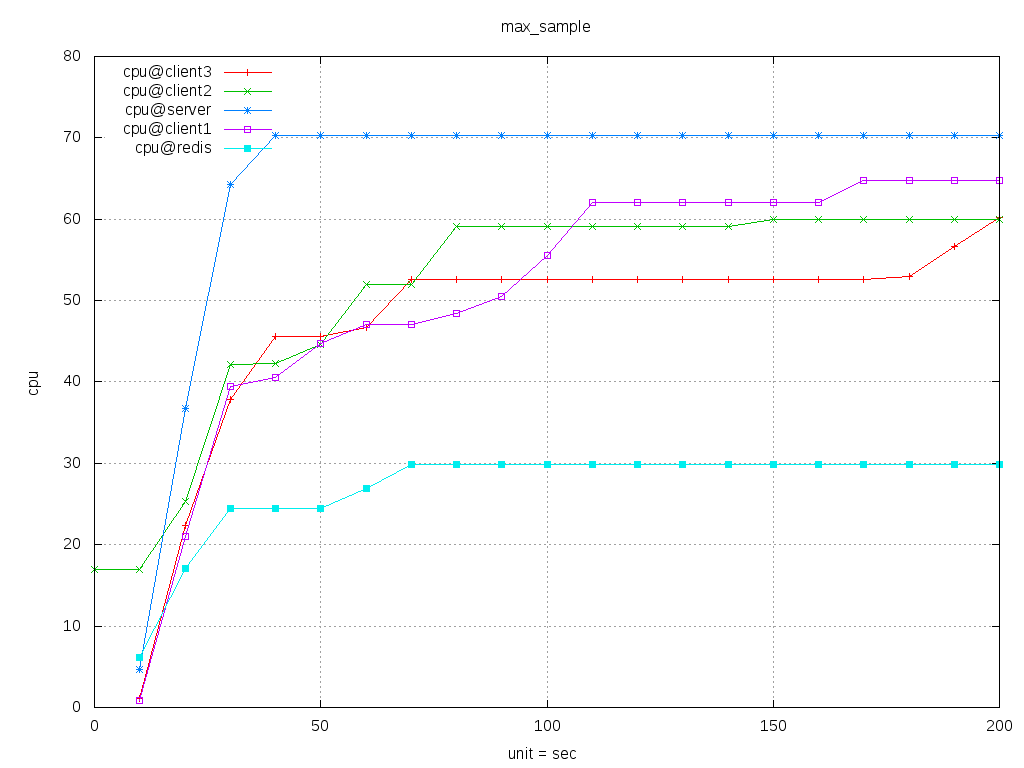 max_sample
80
70
60
50
40
30
20
10
0
cpu
cpu@client3
cpu@client2
cpu@server
cpu@client1
cpu@redis
0 50 100 150 200
unit = sec